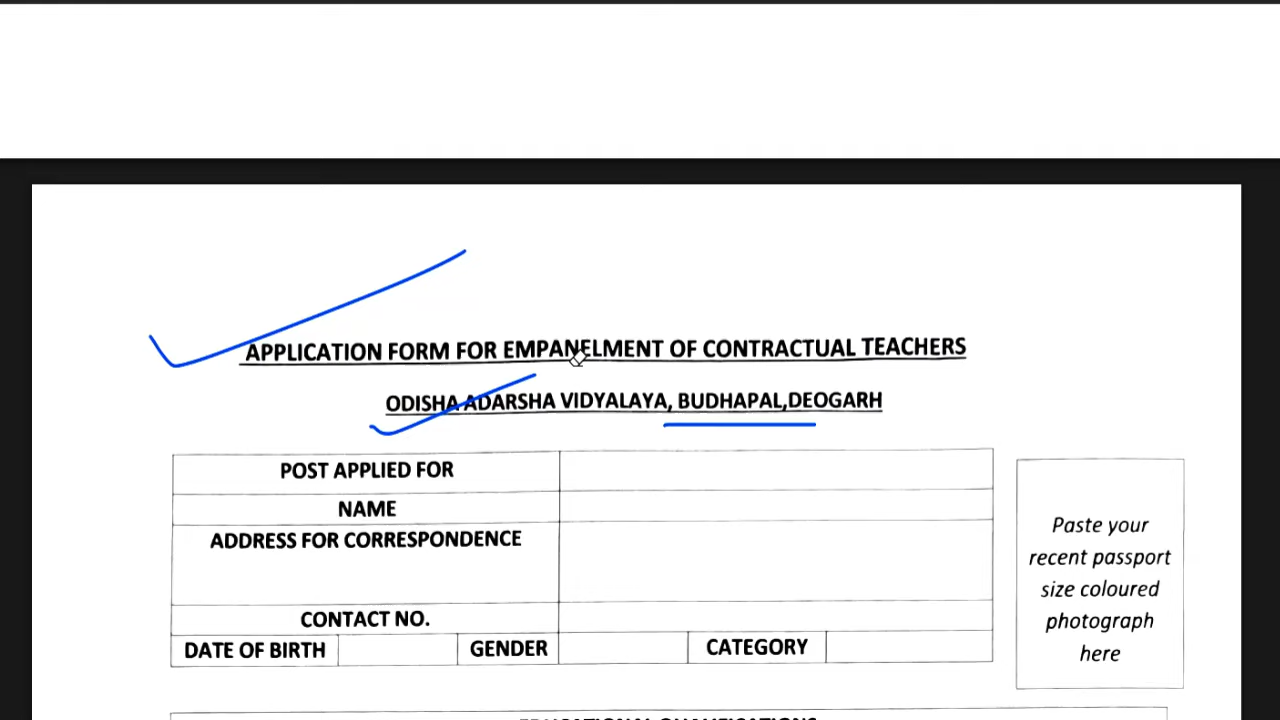 APPLICATION FORM FOR EMPANELMENT OF CONTRACTUAL TEACHERS
ODISHA ADARSHA VIDYALAYA, BUDHAPAL,DEOGARH
POST APPLIED FOR
NAME
ADDRESS FOR CORRESPONDENCE
CONTACT NO.
DATE OF BIRTH GENDER CATEGORY
Paste your
recent passport
size coloured
photograph
here
EDUCATIONAL QUALIFICATIONS